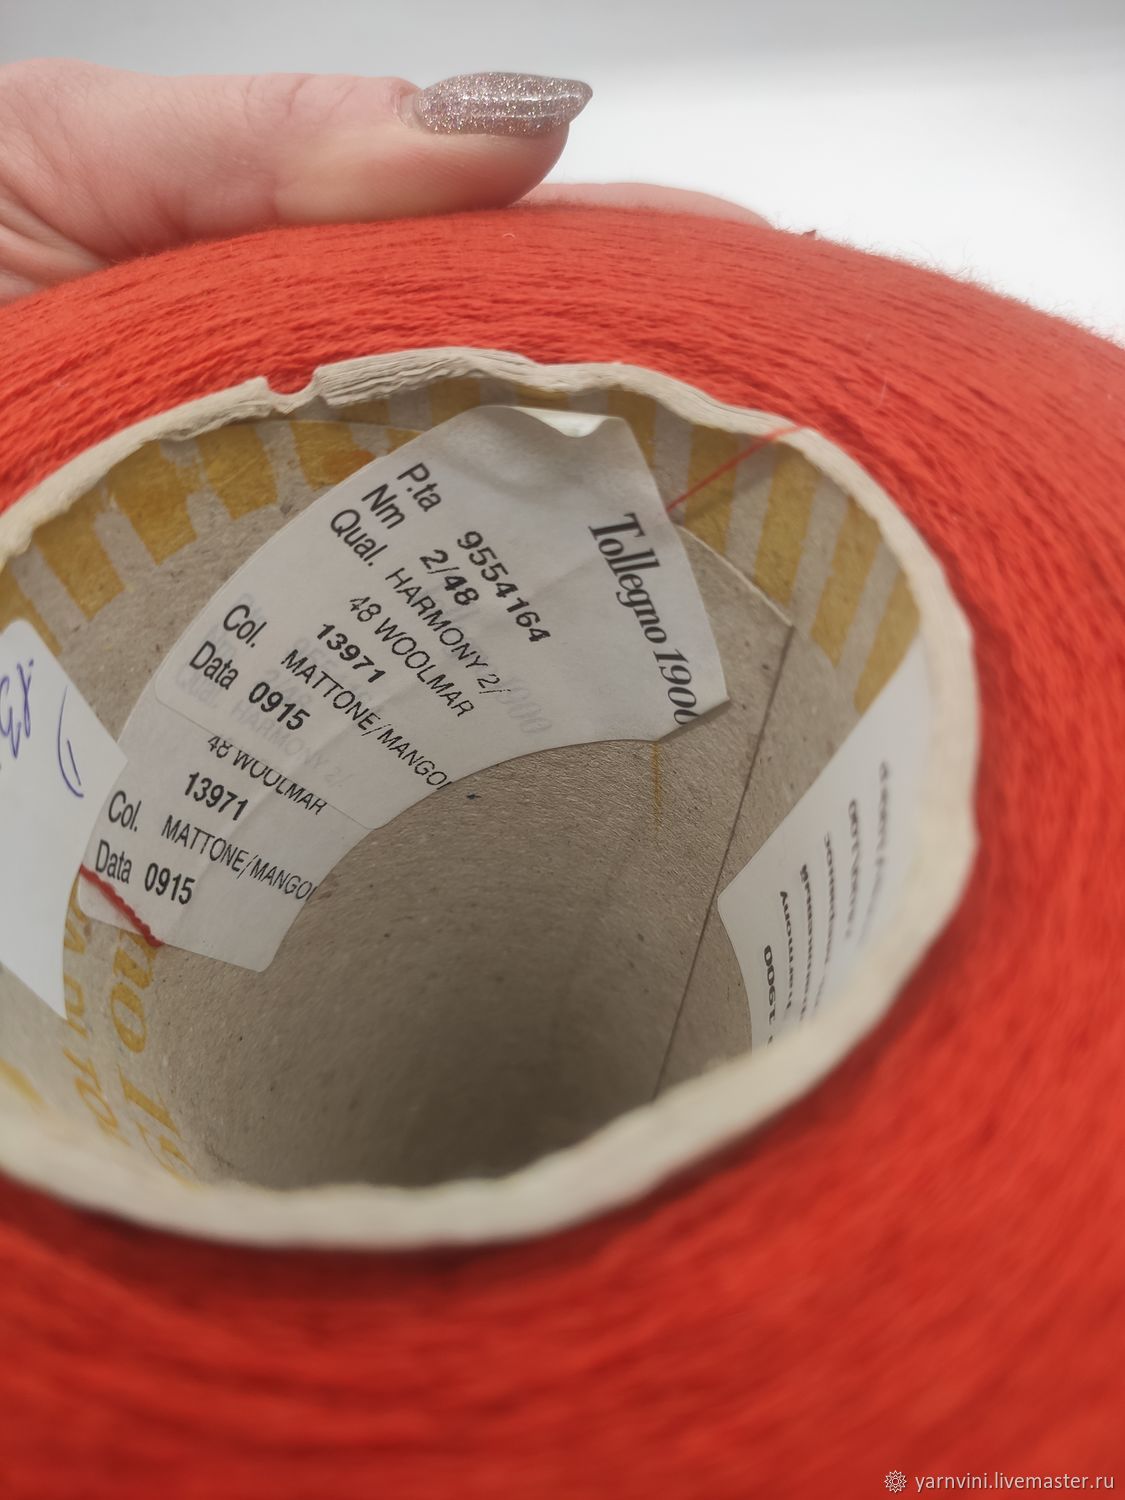 Tollegno 1900
P.ta 9554164
Nm 2/48
Qual. HARMONY 2/
48 WOOLMAR
13971
Col. MATTONE/MANGO
Data 0915
48 WOOLMAR
13971
Col. MATTONE/MANGO
Data 0915
1900
yarnvini.livemaster.ru